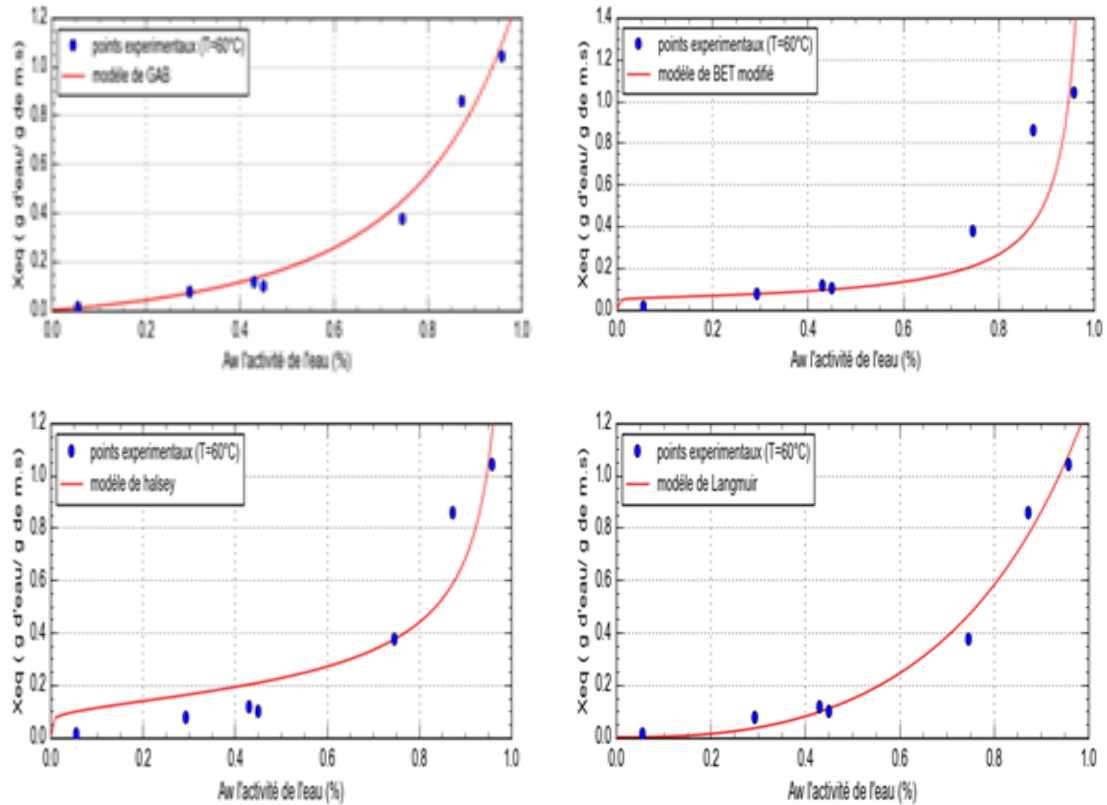 1.2
1.0
0.8
0.6
0.4
0.2
0.0
Xeq ( g d'eau/ g de m.s)
points experimentaux (T=60°C)
modéle de GAB
0.0 0.2 0.4 0.6 0.8 1.0
Aw l'activité de l'eau (%)
1.4
1.2
1.0
0.8
0.6
0.4
0.2
0.0
Xeq ( g d'eau/ g de m.s)
points experimentaux (T=60°C)
modéle de BET modifié
0.0 0.2 0.4 0.6 0.8 1.0
Aw l'activité de l'eau (%)
1.2
1.0
0.8
0.6
0.4
0.2
0.0
Xeq ( g d'eau/ g de m.s)
points experimentaux (T=60°C)
modéle de halsey
0.0 0.2 0.4 0.6 0.8 1.0
Aw l'activité de l'eau (%)
1.2
1.0
0.8
0.6
0.4
0.2
0.0
Xeq ( g d'eau/ g de m.s)
points experimentaux (T=60°C)
modéle de Langmuir
0.0 0.2 0.4 0.6 0.8 1.0
Aw l'activité de l'eau (%)